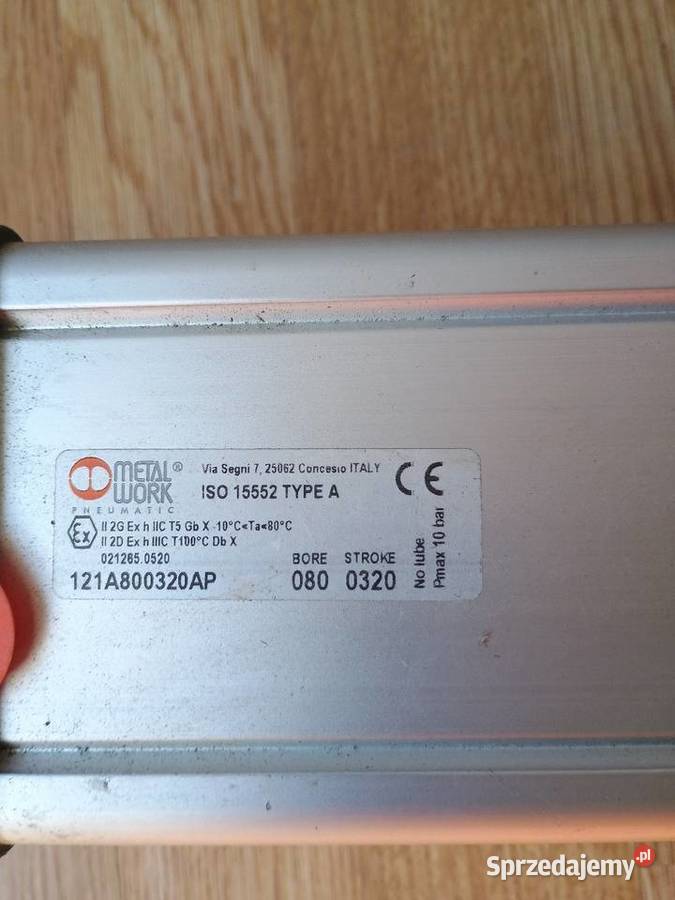 METAL® WORK
PNEUMATIC
Via Segni 7, 25062 Concesio ITALY
ISO 15552 TYPE A
CE
Ex II 2G Ex h IIC T5 Gb X -10°C<Ta<80°C
II 2D Ex h IIIC T100°C Db X
021265.0520
121A800320AP
BORE STROKE
080 0320
No lube
Pmax 10 bar
Sprzedajemy.pl